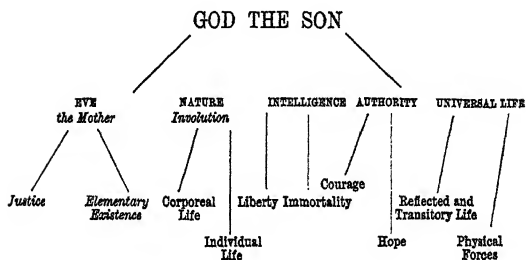 GOD THE SON
EVE NATURE INTELLIGENCE AUTHORITY UNIVERSAL LIFE
the Mother Involution
Courage
Justice Elementary Corporeal Liberty Immortality Reflected and
Existence Life Transitory Life
Individual Hope Physical
Life Forces